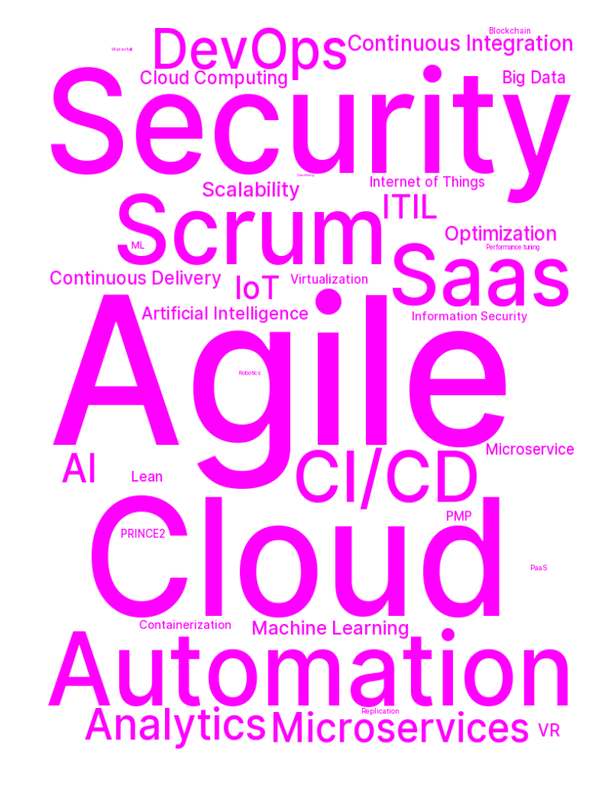 Blockchain
DevOps
Continuous Integration
Waterfall
Cloud Computing
Big Data
Security
Internet of Things
Scalability
ITIL
Scrum
Optimization
ML
Performance tuning
Saas
Continuous Delivery
IoT
Virtualization
Artificial Intelligence
Information Security
Agile
Robotics
Microservice
AI
CI/CD
Lean
PMP
Cloud
PRINCE2
PaaS
Containerization
Machine Learning
Automation
Replication
Analytics
Microservices
VR